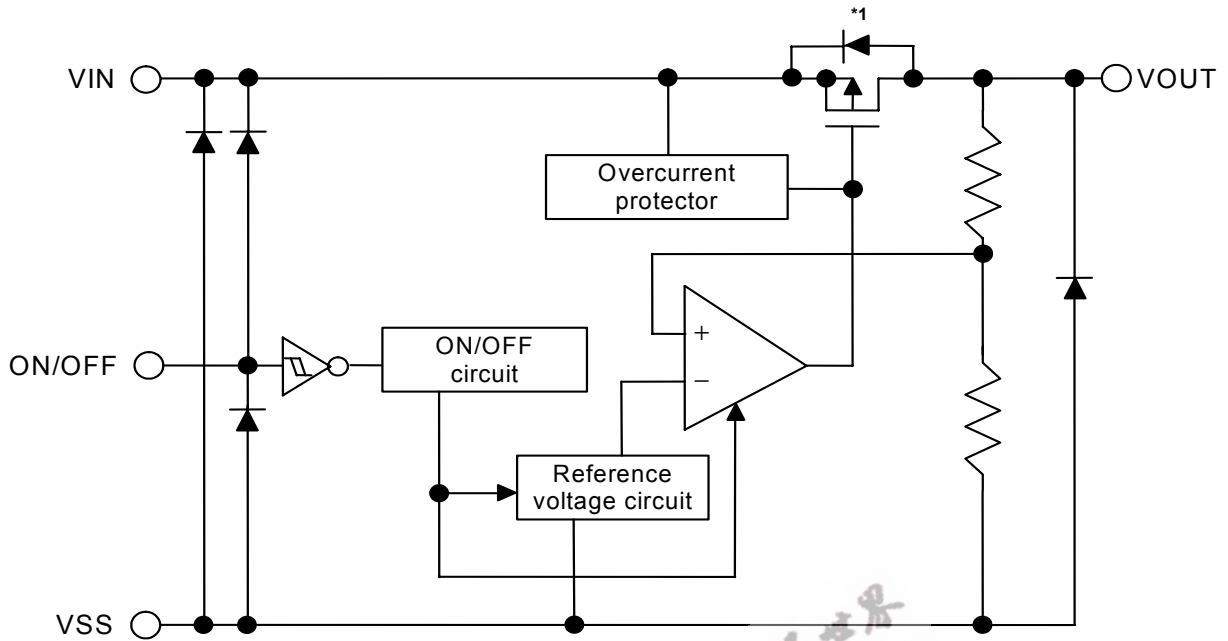 *1
VIN
VOUT
Overcurrent
protector
+
−
ON/OFF
ON/OFF
circuit
Reference
voltage circuit
VSS